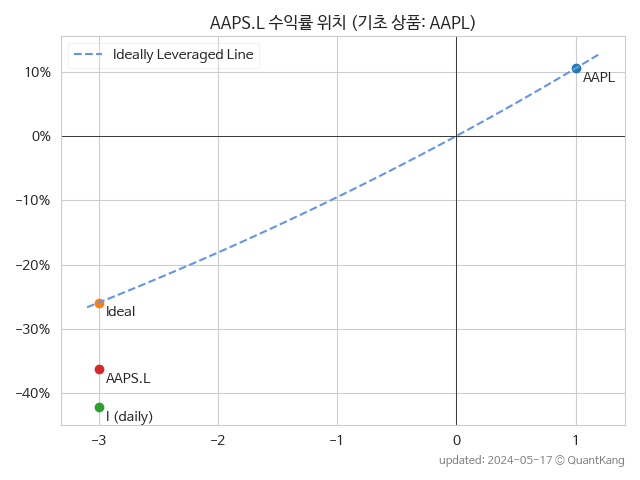 AAPS.L 수익률 위치 (기초 상품: AAPL)
Ideally Leveraged Line
10%
0%
−10%
−20%
−30%
−40%
AAPL
Ideal
AAPS.L
I (daily)
−3
−2
−1
0
1
updated: 2024-05-17 © QuantKang